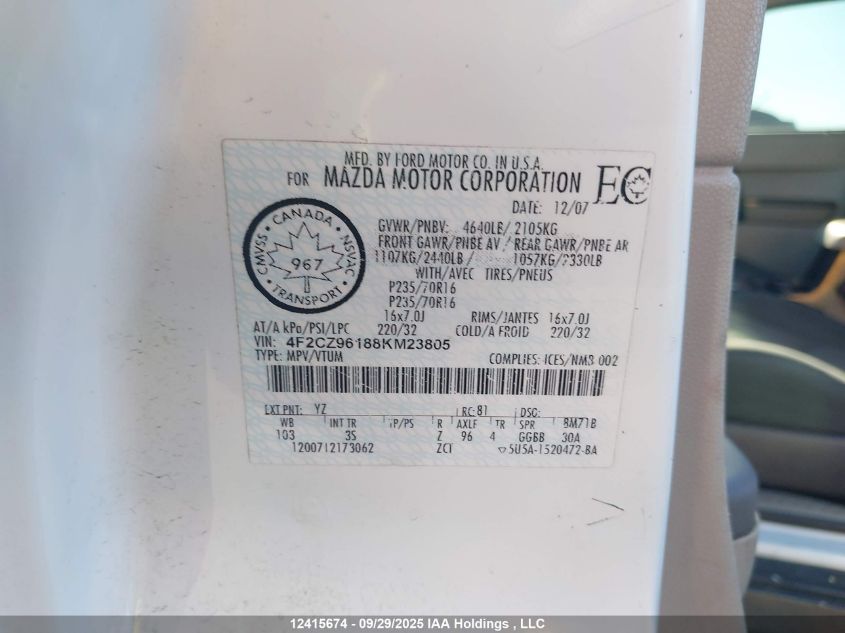 MFD. BY FORD MOTOR CO. IN U.S.A.
FOR MAZDA MOTOR CORPORATION EC
DATE: 12/07
CANADA
CMVSS · NSVAC
967
TRANSPORT
GVWR/PNBV: 4640LB/ 2105KG
FRONT GAWR/PNBE AV / REAR GAWR/PNBE AR
1107KG/2440LB / 1057KG/2330LB
WITH/AVEC TIRES/PNEUS
P235/70R16
P235/70R16
16x7.0J RIMS/JANTES 16x7.0J
AT/A kPa/PSI/LPC 220/32 COLD/A FROID 220/32
VIN: 4F2CZ96188KM23805
TYPE: MPV/VTUM COMPLIES: ICES/NMB 002
EXT PNT: YZ RC: 81 DSO:
WB INT TR TP/PS R AXLE TR SPR BM71B
103 3S Z 96 4 GGBB 30A
1200712173062 ZCT ▽5U5A-1520472-BA
12415674 - 09/29/2025 IAA Holdings , LLC